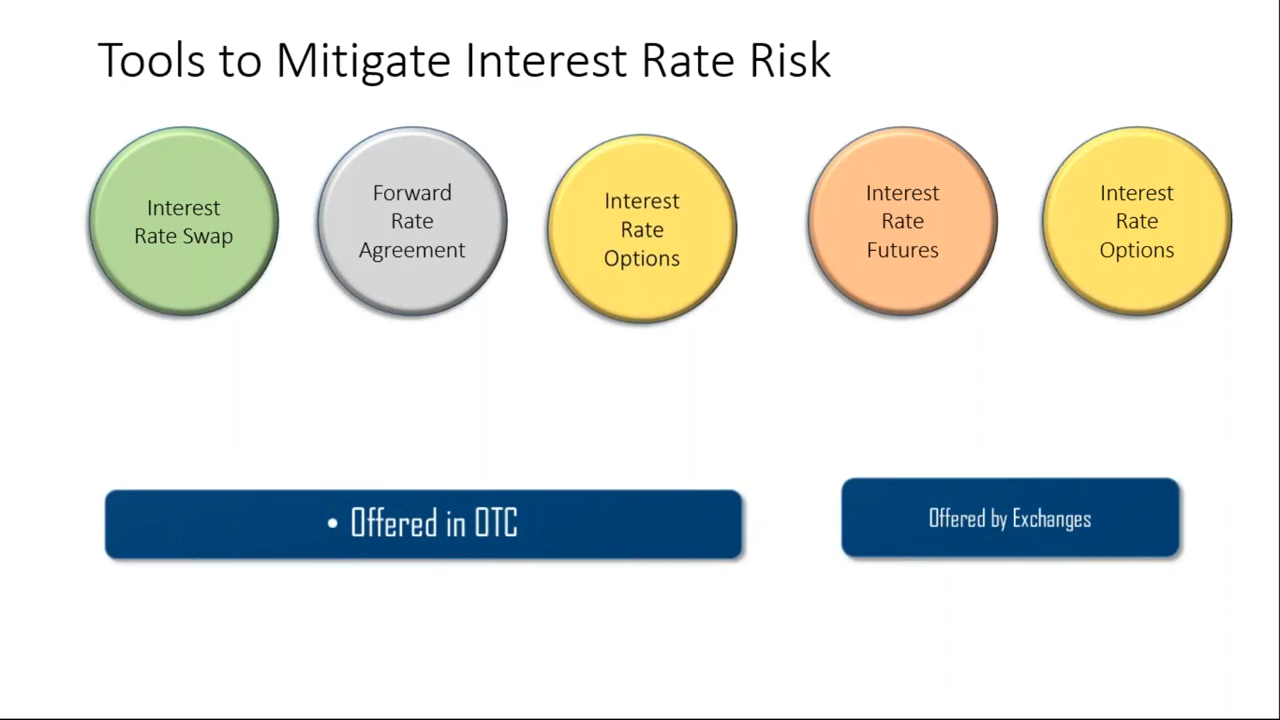 Tools to Mitigate Interest Rate Risk
Interest
Rate Swap
Forward
Rate
Agreement
Interest
Rate
Options
Interest
Rate
Futures
Interest
Rate
Options
• Offered in OTC
Offered by Exchanges